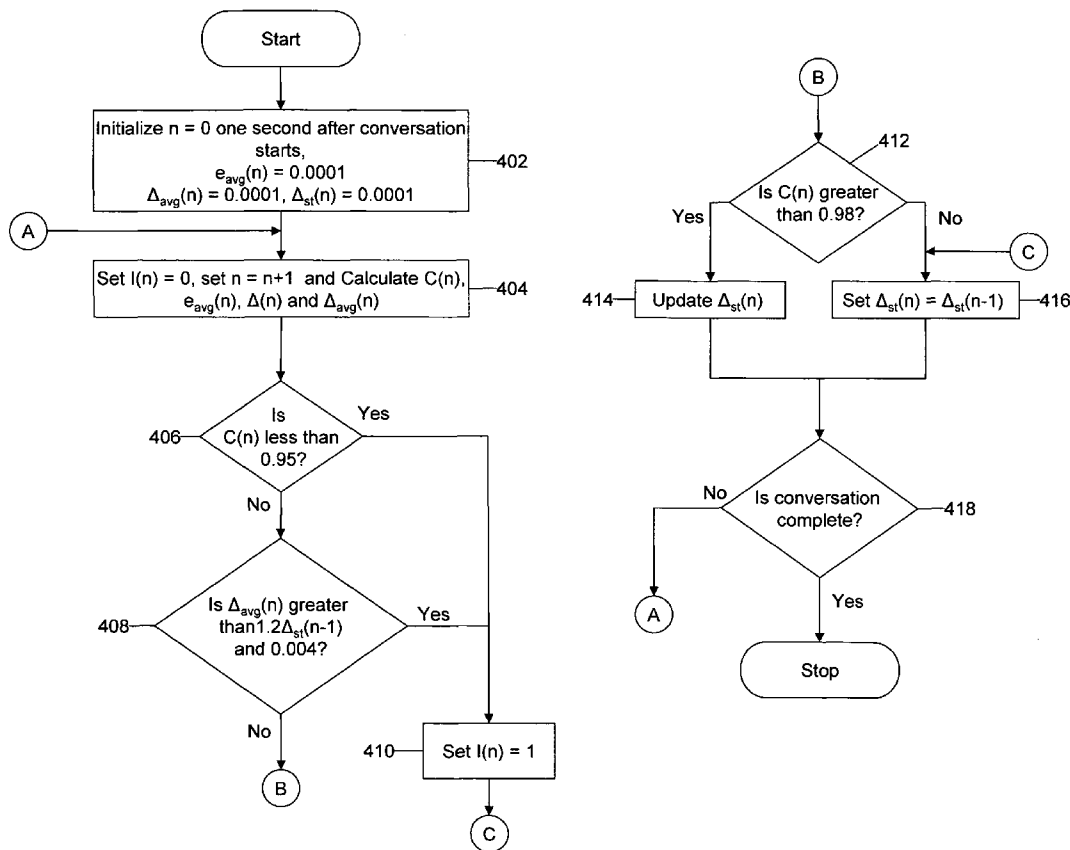 Start
Initialize n = 0 one second after conversation
starts,
e_avg(n) = 0.0001
Δ_avg(n) = 0.0001, Δ_st(n) = 0.0001
402
A
Set I(n) = 0, set n = n+1 and Calculate C(n),
e_avg(n), Δ(n) and Δ_avg(n)
404
Is
C(n) less than
0.95?
406
Yes
No
Is Δ_avg(n) greater
than1.2Δ_st(n-1)
and 0.004?
408
Yes
No
B
410
Set I(n) = 1
C
B
412
Is C(n) greater
than 0.98?
Yes
No
C
414
Update Δ_st(n)
Set Δ_st(n) = Δ_st(n-1)
416
Is conversation
complete?
418
No
A
Yes
Stop